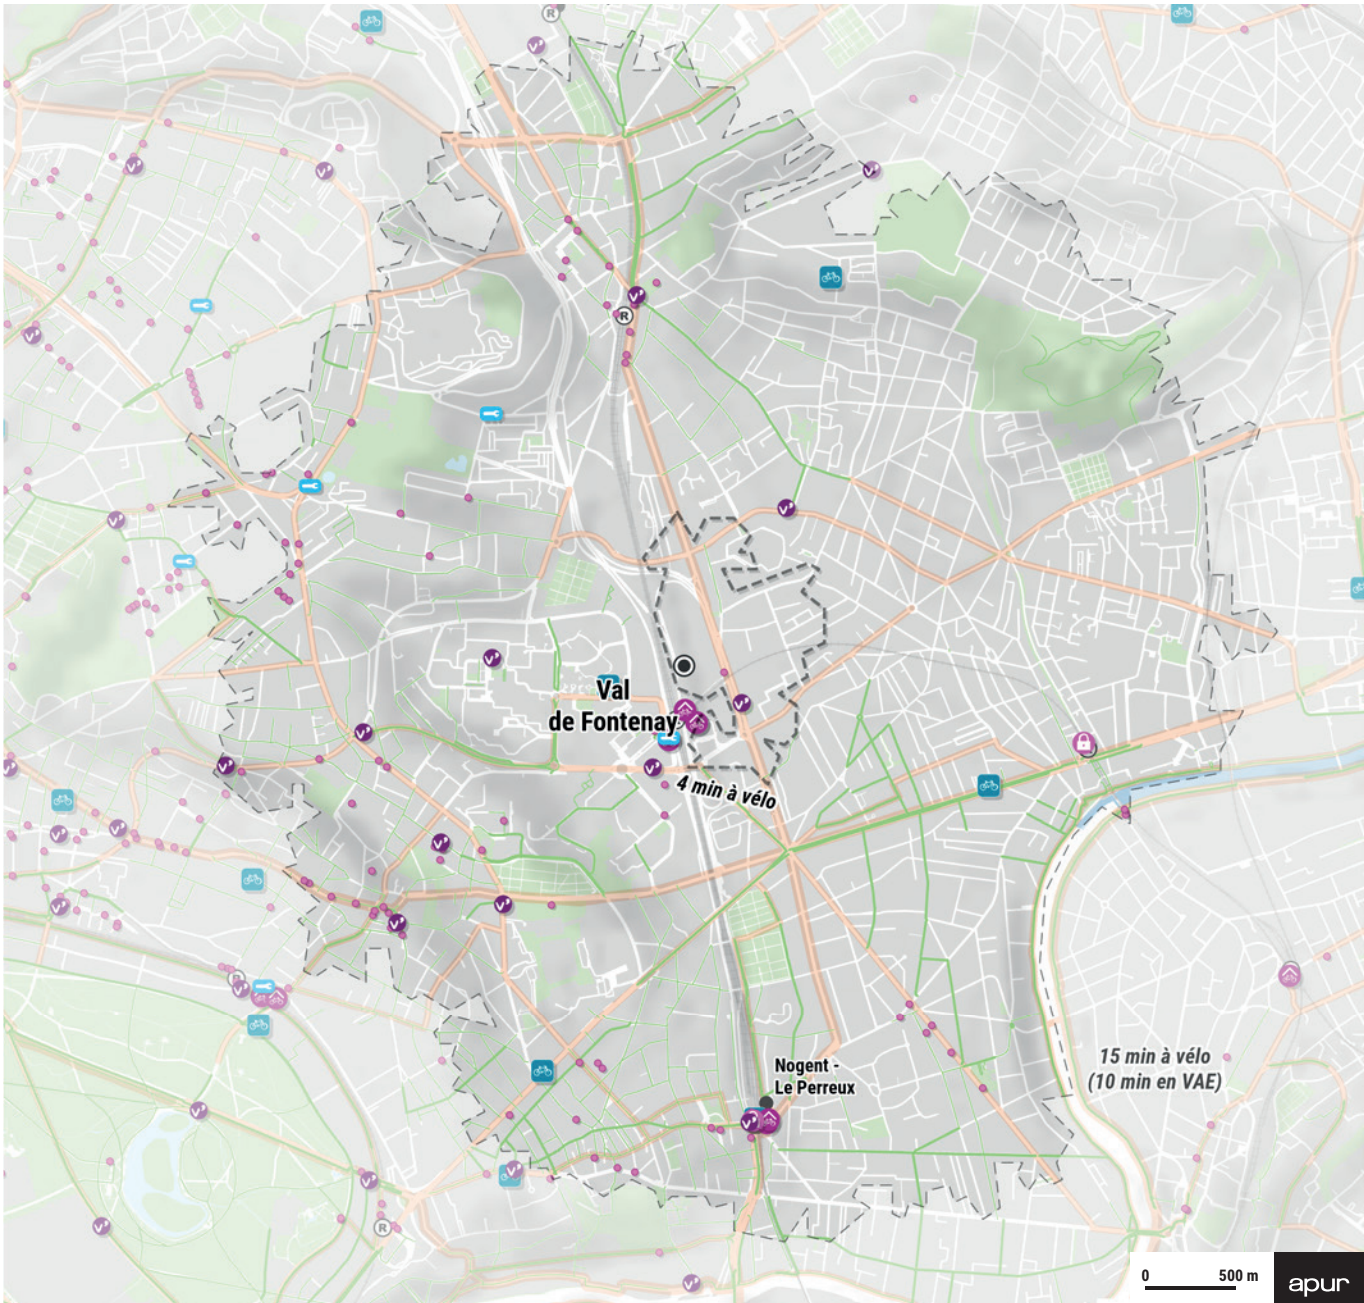 R
R
Val
de Fontenay
4 min à vélo
15 min à vélo
(10 min en VAE)
Nogent -
Le Perreux
R
0 500 m
apur